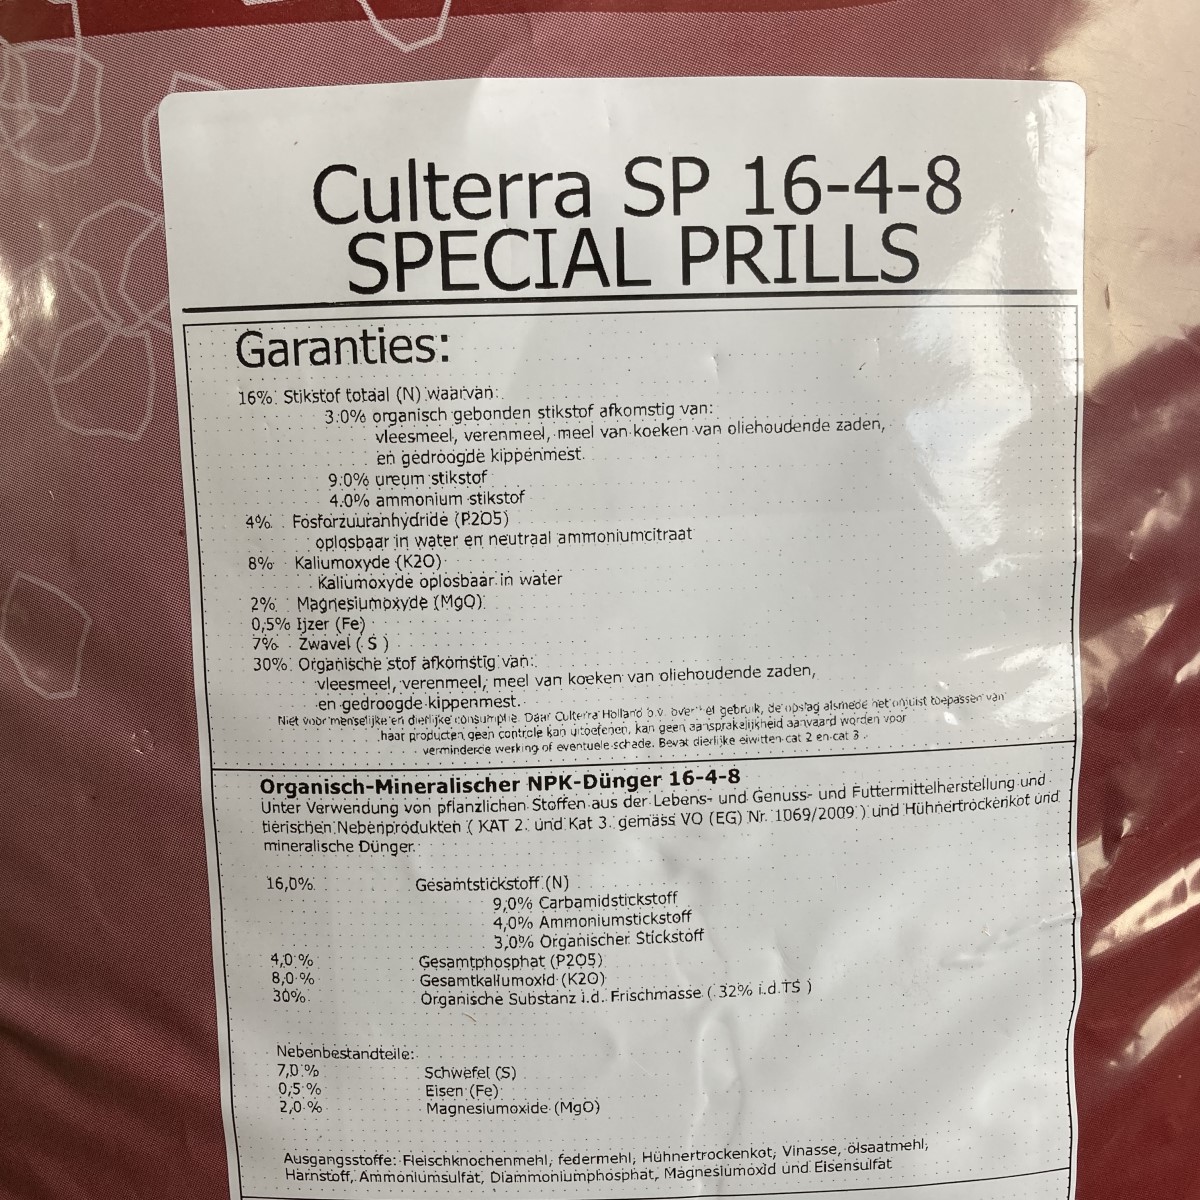 Culterra SP 16-4-8
SPECIAL PRILLS
Garanties:
16% Stikstof totaal (N) waarvan:
3.0% organisch gebonden stikstof afkomstig van:
vleesmeel, verenmeel, meel van koeken van oliehoudende zaden,
en gedroogde kippenmest.
9.0% ureum stikstof
4.0% ammonium stikstof
4% Fosforzuuranhydride (P2O5)
oplosbaar in water en neutraal ammoniumcitraat
8% Kaliumoxyde (K2O)
Kaliumoxyde oplosbaar in water
2% Magnesiumoxyde (MgO)
0,5% Ijzer (Fe)
7% Zwavel ( S )
30% Organische stof afkomstig van:
vleesmeel, verenmeel, meel van koeken van oliehoudende zaden,
en gedroogde kippenmest.
Niet voor menselijke en dierlijke consumptie. Daar Culterra Holland b.v. over het gebruik, de opslag alsmede het onjuist toepassen van
haar producten geen controle kan uitoefenen, kan geen aansprakelijkheid aanvaard worden voor
verminderde werking of eventuele schade. Bevat dierlijke eiwitten cat 2 en cat 3
Organisch-Mineralischer NPK-Dünger 16-4-8
Unter Verwendung von pflanzlichen Stoffen aus der Lebens- und Genuss- und Futtermittelherstellung und
tierischen Nebenprodukten ( KAT 2. und Kat 3. gemäss VO (EG) Nr. 1069/2009 ) und Hühnertrockenkot und
mineralische Dünger.
16,0% Gesamtstickstoff (N)
9,0% Carbamidstickstoff
4,0% Ammoniumstickstoff
3,0% Organischer Stickstoff
4,0 % Gesamtphosphat (P2O5)
8,0 % Gesamtkaliumoxid (K2O)
30% Organische Substanz i.d. Frischmasse ( 32% i.d.TS )
Nebenbestandteile:
7,0 % Schwefel (S)
0,5 % Eisen (Fe)
2,0 % Magnesiumoxide (MgO)
Ausgangsstoffe: Fleischknochenmehl, federmehl, Hühnertrockenkot, Vinasse, ölsaatmehl,
Harnstoff, Ammoniumsulfat, Diammoniumphosphat, Magnesiumoxid und Eisensulfat